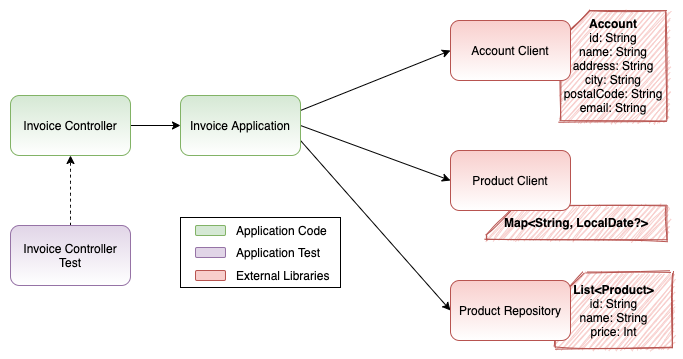 Account
id: String
name: String
address: String
city: String
postalCode: String
email: String
Account Client
Invoice Controller
Invoice Application
Product Client
Map<String, LocalDate?>
Invoice Controller
Test
Application Code
Application Test
External Libraries
Product Repository
List<Product>
id: String
name: String
price: Int